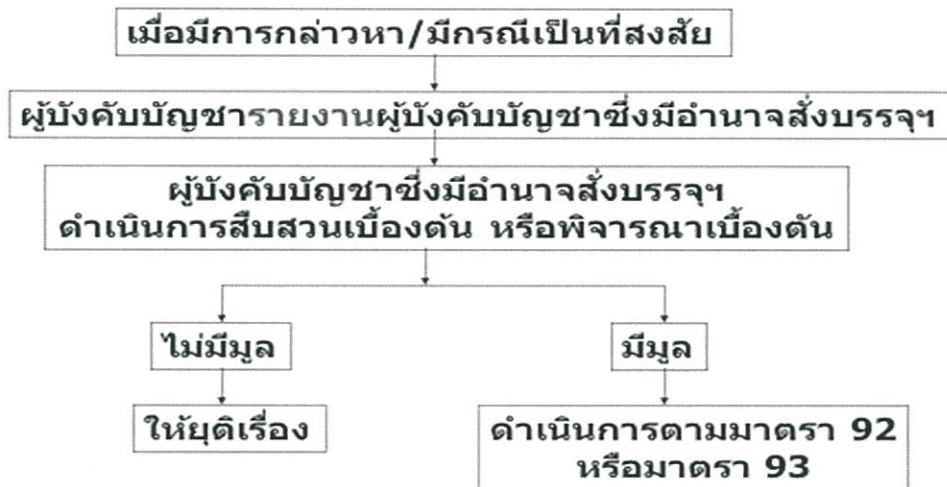 เมื่อมีการกล่าวหา/มีกรณีเป็นที่สงสัย
ผู้บังคับบัญชารายงานผู้บังคับบัญชาซึ่งมีอำนาจสั่งบรรจุฯ
ผู้บังคับบัญชาซึ่งมีอำนาจสั่งบรรจุฯ
ดำเนินการสืบสวนเบื้องต้น หรือพิจารณาเบื้องต้น
ไม่มีมูล
มีมูล
ให้ยุติเรื่อง
ดำเนินการตามมาตรา 92
หรือมาตรา 93